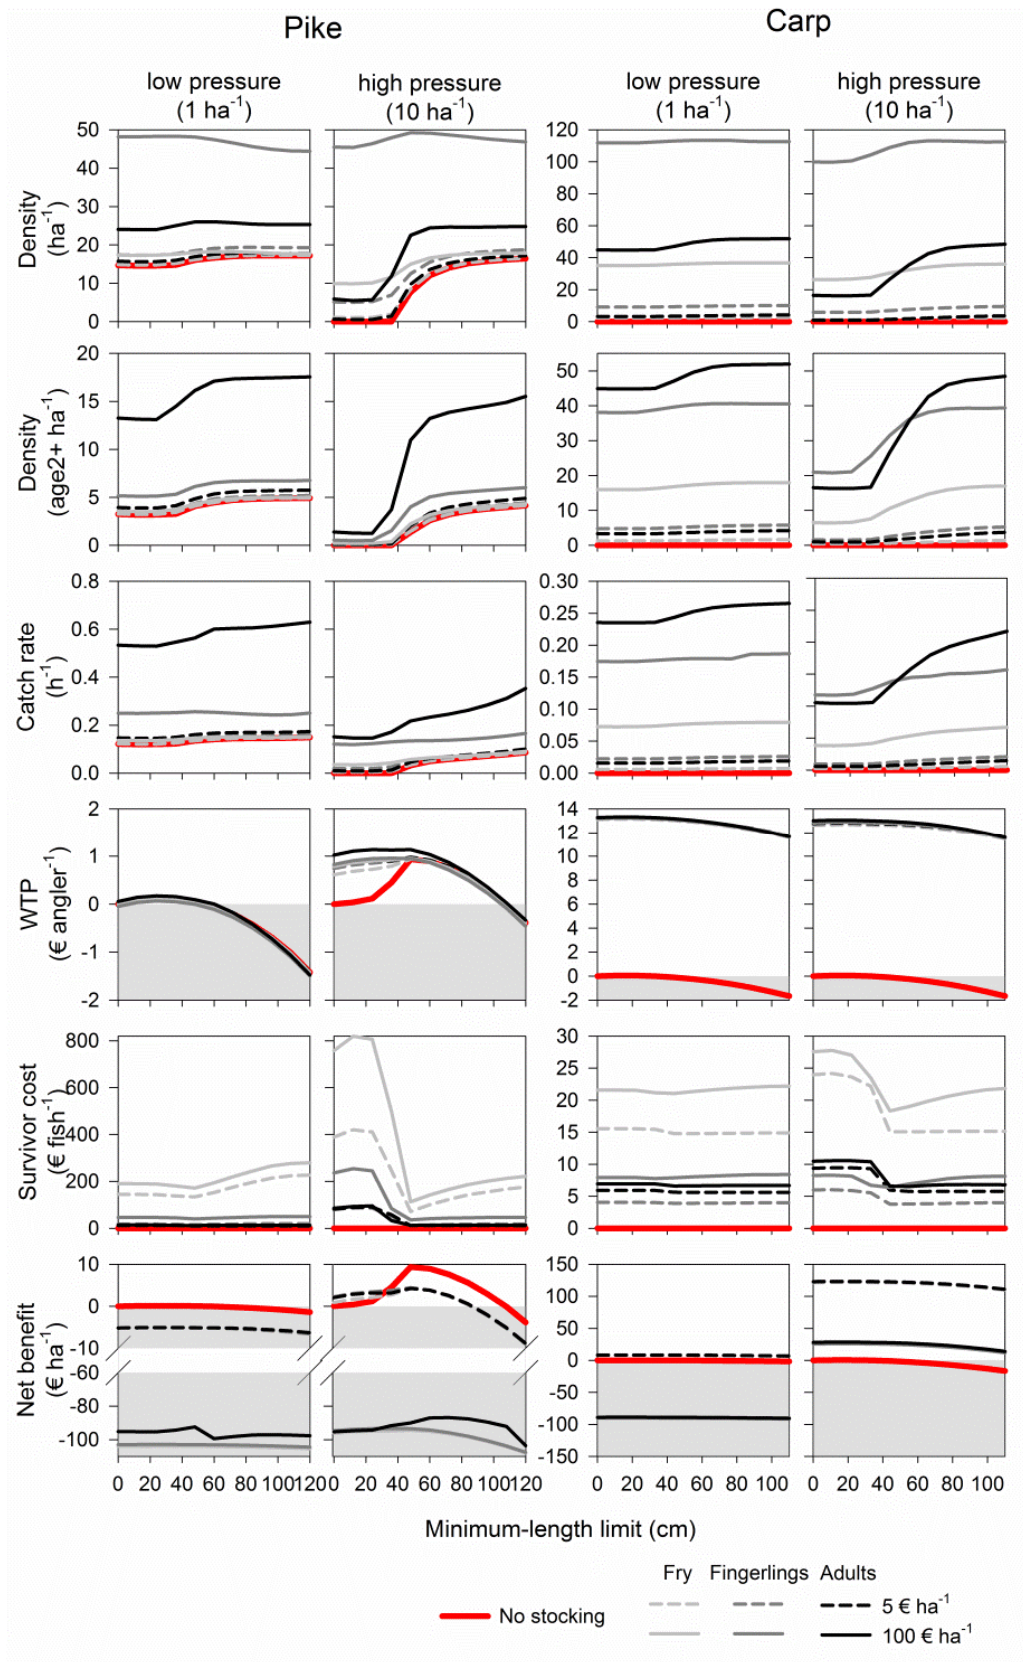 Pike
Carp
low pressure
(1 ha⁻¹)
high pressure
(10 ha⁻¹)
low pressure
(1 ha⁻¹)
high pressure
(10 ha⁻¹)
Density
(ha⁻¹)
50
40
30
20
10
0
120
100
80
60
40
20
0
Density
(age2+ ha⁻¹)
20
15
10
5
0
50
40
30
20
10
0
Catch rate
(h⁻¹)
0.8
0.6
0.4
0.2
0.0
0.30
0.25
0.20
0.15
0.10
0.05
0.00
WTP
(€ angler⁻¹)
2
1
0
-1
-2
14
12
10
8
6
4
2
0
-2
Survivor cost
(€ fish⁻¹)
800
600
400
200
0
30
25
20
15
10
5
0
Net benefit
(€ ha⁻¹)
10
0
-10
-60
-80
-100
150
100
50
0
-50
-100
-150
0 20 40 60 80 100120
0 20 40 60 80 100120
0 20 40 60 80 100
0 20 40 60 80 100
Minimum-length limit (cm)
Fry Fingerlings Adults
No stocking
5 € ha⁻¹
100 € ha⁻¹